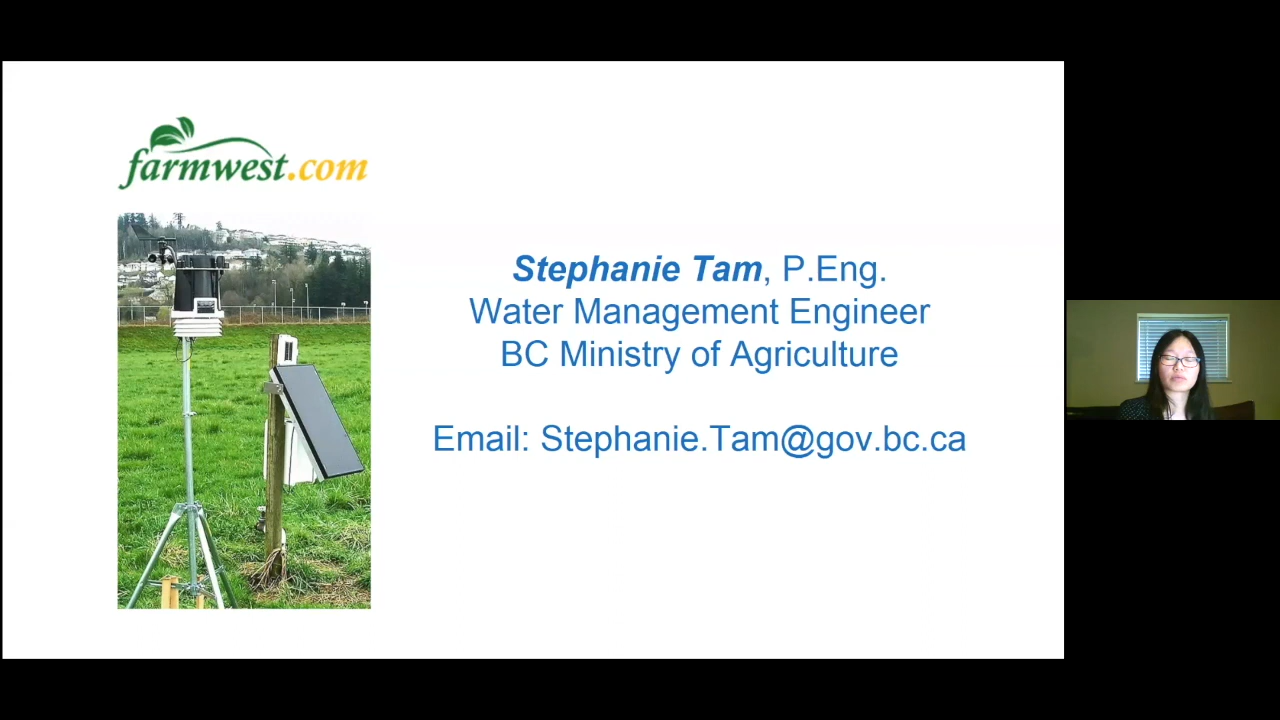 farmwest.com
Stephanie Tam, P.Eng.
Water Management Engineer
BC Ministry of Agriculture
Email: Stephanie.Tam@gov.bc.ca